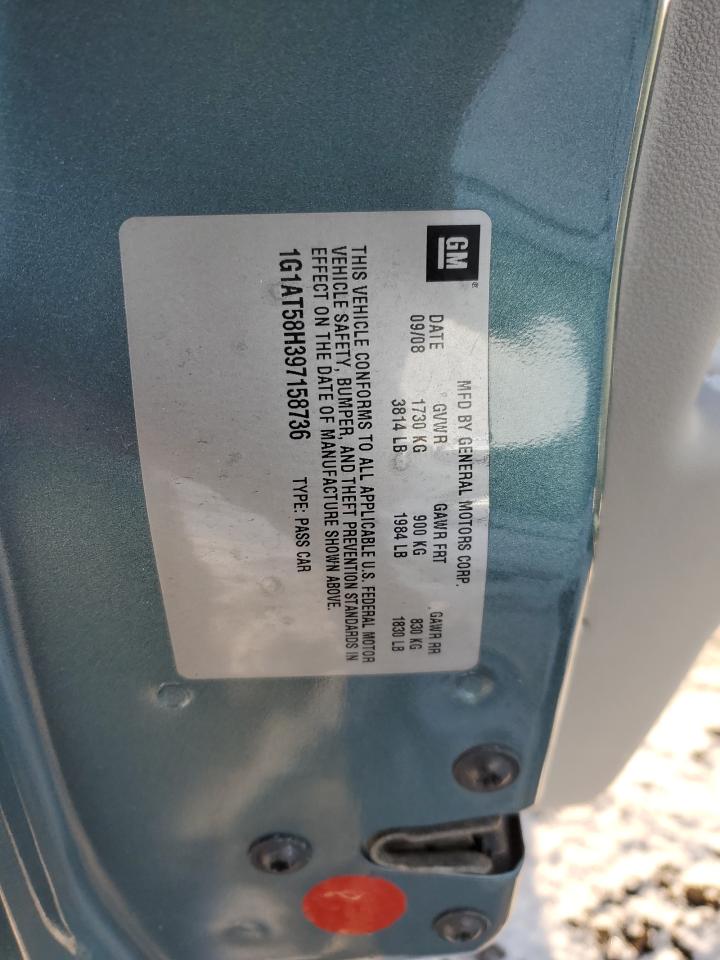 GM ®
MFD BY GENERAL MOTORS CORP.
DATE GVWR GAWR FRT GAWR RR
09/08 1730 KG 900 KG 830 KG
3814 LB 1984 LB 1830 LB
THIS VEHICLE CONFORMS TO ALL APPLICABLE U.S. FEDERAL MOTOR
VEHICLE SAFETY, BUMPER, AND THEFT PREVENTION STANDARDS IN
EFFECT ON THE DATE OF MANUFACTURE SHOWN ABOVE.
1G1AT58H397158736 TYPE: PASS CAR